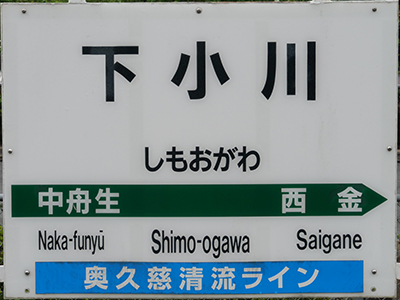 下小川
しもおがわ
中舟生 西金
Naka-funyū Shimo-ogawa Saigane
奥久慈清流ライン